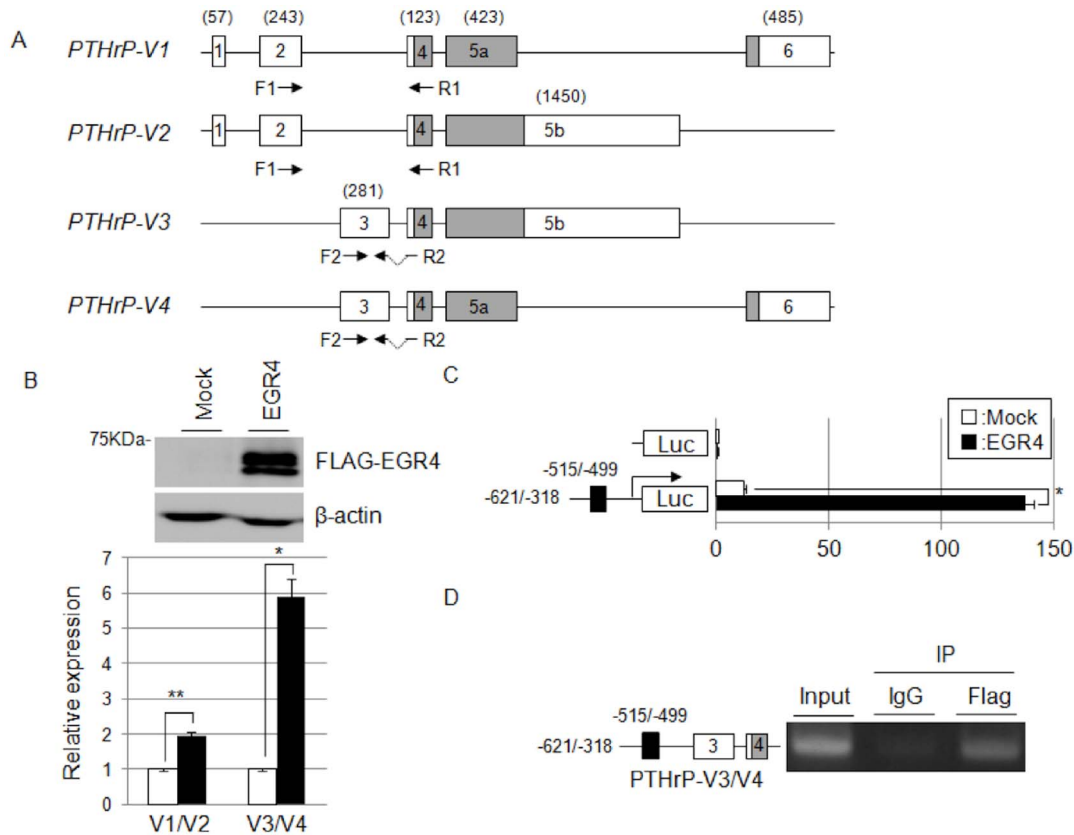 A
(57) (243) (123) (423) (485)
PTHrP-V1 1 2 4 5a 6
F1 R1
(1450)
PTHrP-V2 1 2 4 5b
F1 R1
(281)
PTHrP-V3 3 4 5b
F2 R2
PTHrP-V4 3 4 5a 6
F2 R2
B
Mock EGR4
75KDa-
FLAG-EGR4
β-actin
Relative expression
7
6
5
4
3
2
1
0
** *
V1/V2 V3/V4
C
:Mock
:EGR4
Luc
-515/-499
-621/-318 Luc *
0 50 100 150
D
IP
Input IgG Flag
-515/-499
-621/-318 3 4
PTHrP-V3/V4